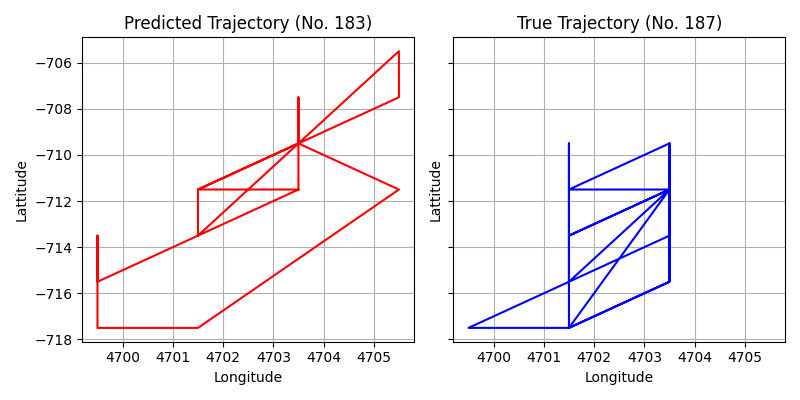 Predicted Trajectory (No. 183)
True Trajectory (No. 187)
−706
−708
−710
−712
−714
−716
−718
Lattitude
Lattitude
4700 4701 4702 4703 4704 4705
4700 4701 4702 4703 4704 4705
Longitude
Longitude